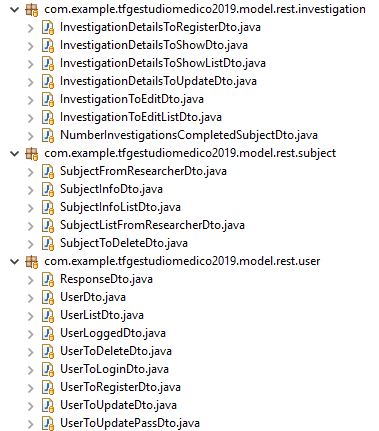 com.example.tfgestudiomedico2019.model.rest.investigation
InvestigationDetailsToRegisterDto.java
InvestigationDetailsToShowDto.java
InvestigationDetailsToShowListDto.java
InvestigationDetailsToUpdateDto.java
InvestigationToEditDto.java
InvestigationToEditListDto.java
NumberInvestigationsCompletedSubjectDto.java
com.example.tfgestudiomedico2019.model.rest.subject
SubjectFromResearcherDto.java
SubjectInfoDto.java
SubjectInfoListDto.java
SubjectListFromResearcherDto.java
SubjectToDeleteDto.java
com.example.tfgestudiomedico2019.model.rest.user
ResponseDto.java
UserDto.java
UserListDto.java
UserLoggedDto.java
UserToDeleteDto.java
UserToLoginDto.java
UserToRegisterDto.java
UserToUpdateDto.java
UserToUpdatePassDto.java